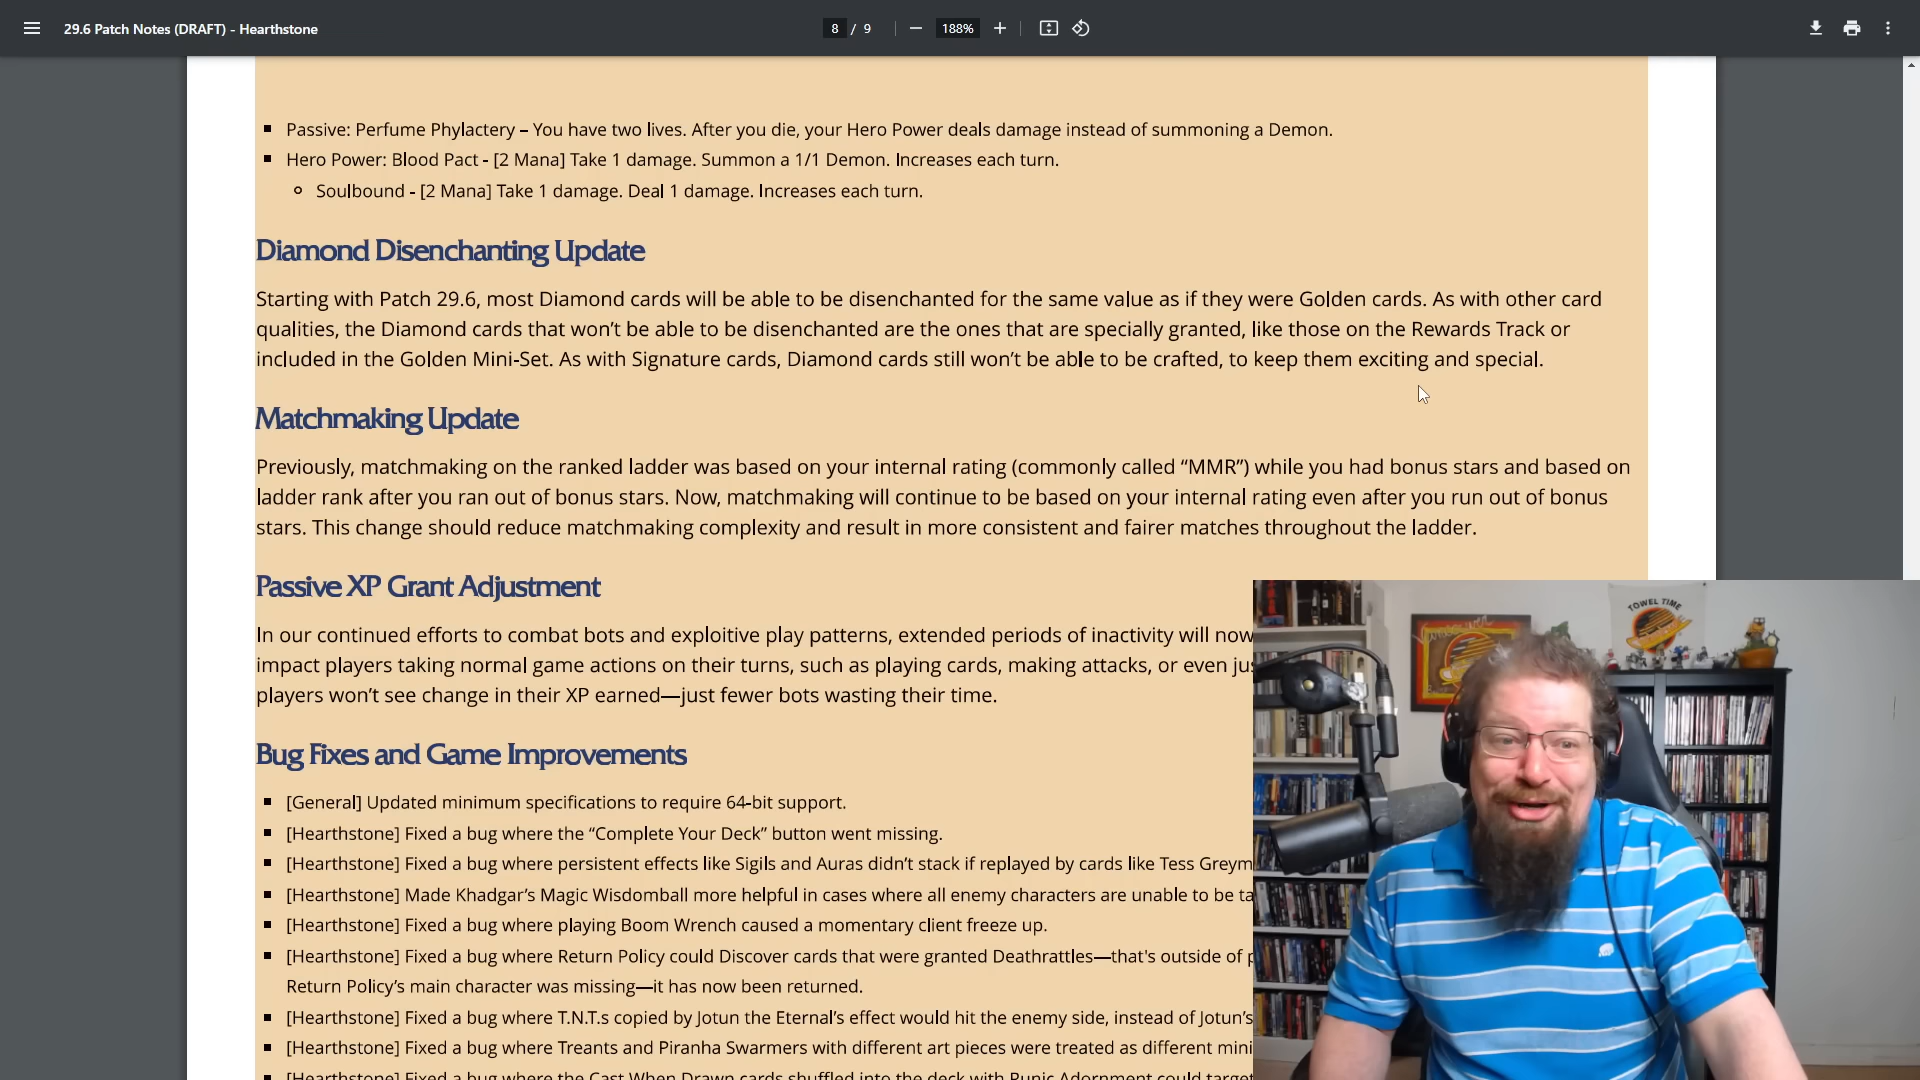 29.6 Patch Notes (DRAFT) - Hearthstone
8 / 9
188%
Passive: Perfume Phylactery – You have two lives. After you die, your Hero Power deals damage instead of summoning a Demon.
Hero Power: Blood Pact - [2 Mana] Take 1 damage. Summon a 1/1 Demon. Increases each turn.
Soulbound - [2 Mana] Take 1 damage. Deal 1 damage. Increases each turn.
Diamond Disenchanting Update
Starting with Patch 29.6, most Diamond cards will be able to be disenchanted for the same value as if they were Golden cards. As with other card
qualities, the Diamond cards that won’t be able to be disenchanted are the ones that are specially granted, like those on the Rewards Track or
included in the Golden Mini-Set. As with Signature cards, Diamond cards still won’t be able to be crafted, to keep them exciting and special.
Matchmaking Update
Previously, matchmaking on the ranked ladder was based on your internal rating (commonly called “MMR”) while you had bonus stars and based on
ladder rank after you ran out of bonus stars. Now, matchmaking will continue to be based on your internal rating even after you run out of bonus
stars. This change should reduce matchmaking complexity and result in more consistent and fairer matches throughout the ladder.
Passive XP Grant Adjustment
In our continued efforts to combat bots and exploitive play patterns, extended periods of inactivity will now
impact players taking normal game actions on their turns, such as playing cards, making attacks, or even
players won’t see change in their XP earned—just fewer bots wasting their time.
TOWEL TIME
Bug Fixes and Game Improvements
[General] Updated minimum specifications to require 64-bit support.
[Hearthstone] Fixed a bug where the “Complete Your Deck” button went missing.
[Hearthstone] Fixed a bug where persistent effects like Sigils and Auras didn’t stack if replayed by cards like Tess
[Hearthstone] Made Khadgar’s Magic Wisdomball more helpful in cases where all enemy characters are unable to be
[Hearthstone] Fixed a bug where playing Boom Wrench caused a momentary client freeze up.
[Hearthstone] Fixed a bug where Return Policy could Discover cards that were granted Deathrattles—that's outside of
Return Policy’s main character was missing—it has now been returned.
[Hearthstone] Fixed a bug where T.N.T.s copied by Jotun the Eternal’s effect would hit the enemy side, instead of Jotun’s
[Hearthstone] Fixed a bug where Treants and Piranha Swarmers with different art pieces were treated as different
[Hearthstone] Fixed a bug where the Cast When Drawn cards shuffled into the deck with Runic Adornment could